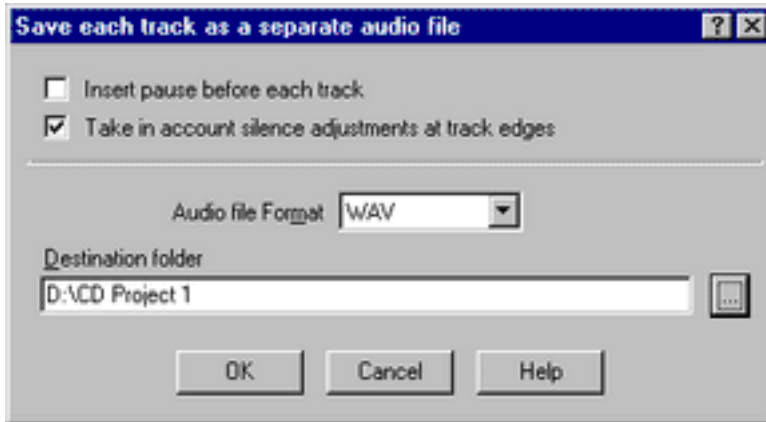 Save each track as a separate audio file
Insert pause before each track
Take in account silence adjustments at track edges
Audio file Format WAV
Destination folder
D:\CD Project 1
...
OK Cancel Help